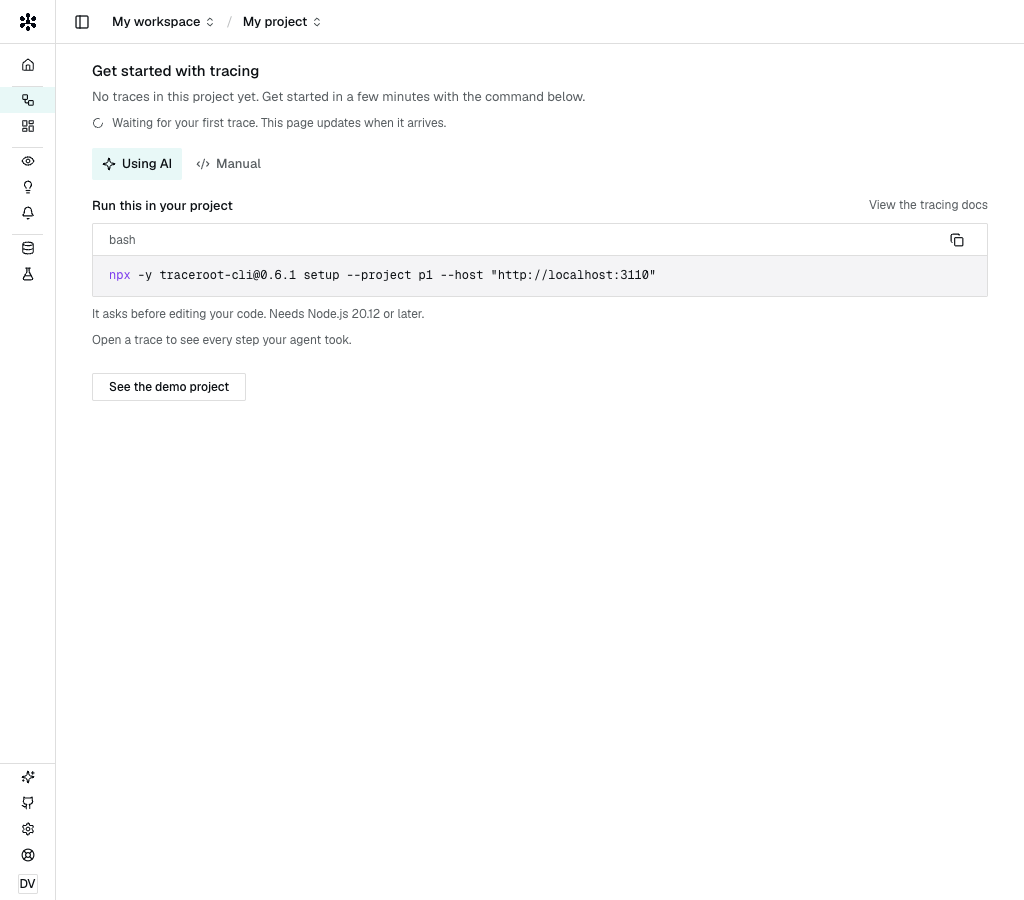 My workspace / My project
Get started with tracing
No traces in this project yet. Get started in a few minutes with the command below.
Waiting for your first trace. This page updates when it arrives.
Using AI
Manual
Run this in your project
View the tracing docs
bash
npx -y traceroot-cli@0.6.1 setup --project p1 --host "http://localhost:3110"
It asks before editing your code. Needs Node.js 20.12 or later.
Open a trace to see every step your agent took.
See the demo project
DV